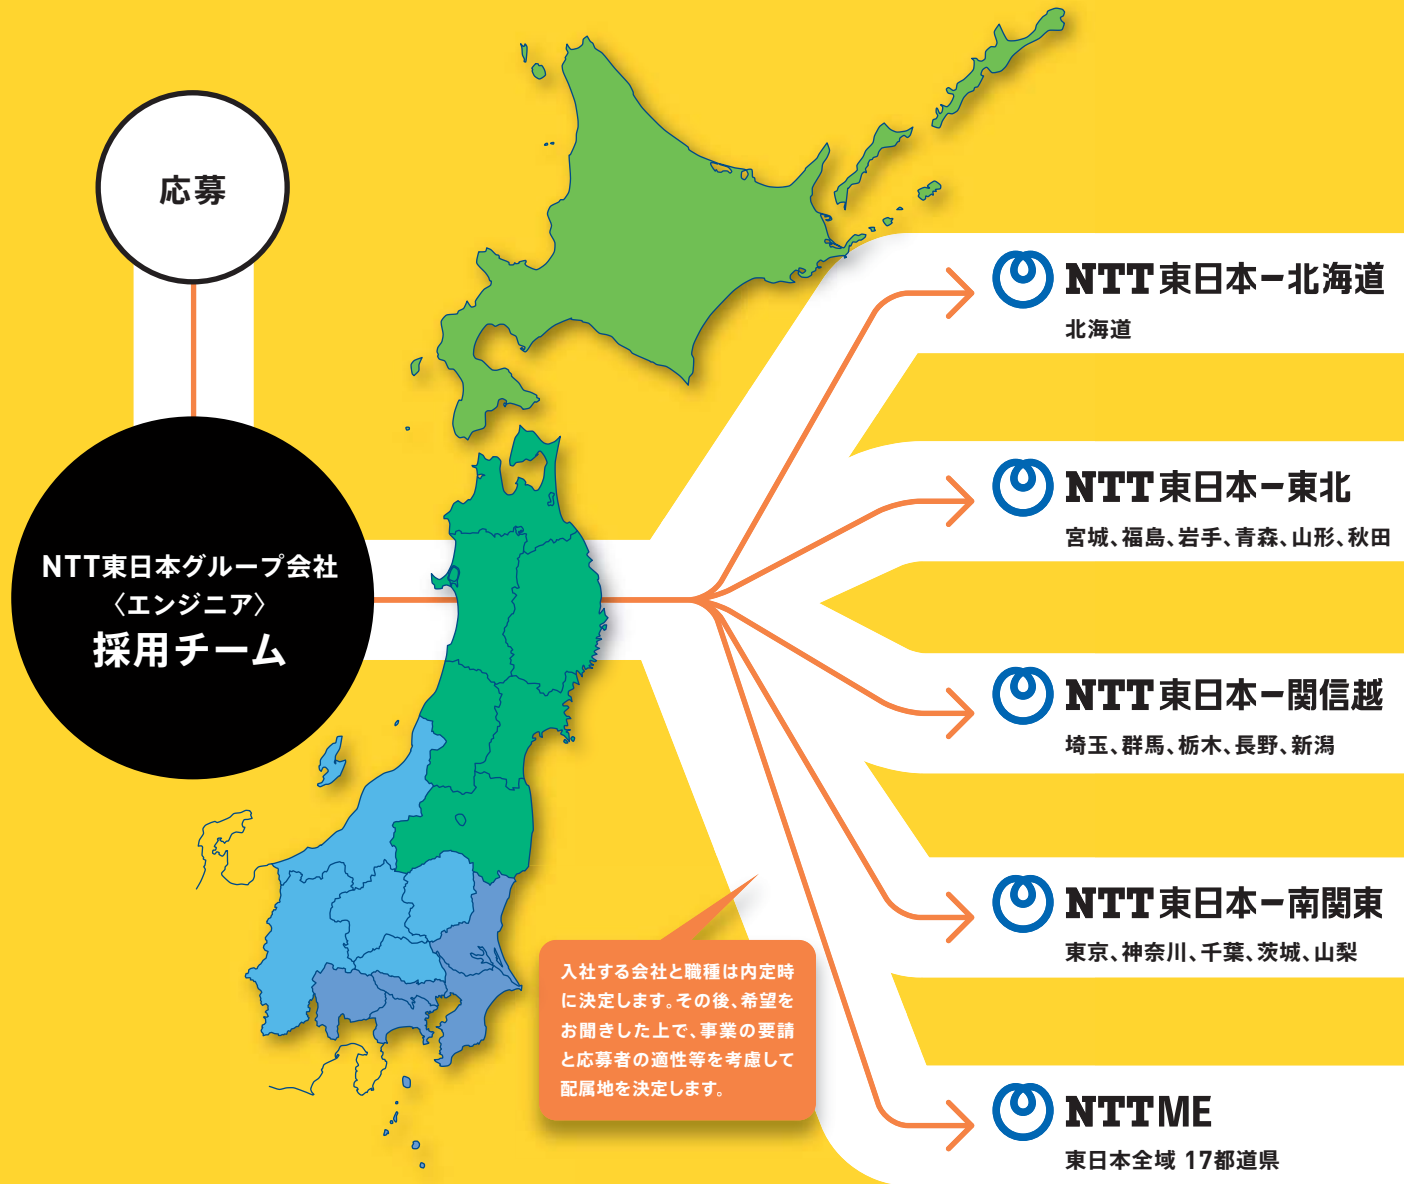 応募
NTT東日本グループ会社
〈エンジニア〉
採用チーム
NTT東日本ー北海道
北海道
NTT東日本ー東北
宮城、福島、岩手、青森、山形、秋田
NTT東日本ー関信越
埼玉、群馬、栃木、長野、新潟
NTT東日本ー南関東
東京、神奈川、千葉、茨城、山梨
NTT ME
東日本全域 17都道県
入社する会社と職種は内定時
に決定します。その後、希望を
お聞きした上で、事業の要請
と応募者の適性等を考慮して
配属地を決定します。